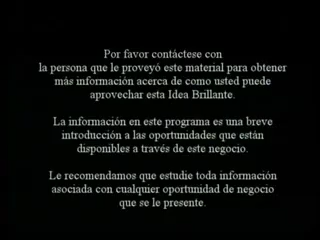 Por favor contáctese con
la persona que le proveyó este material para obtener
más información acerca de como usted puede
aprovechar esta Idea Brillante.
La información en este programa es una breve
introducción a las oportunidades que están
disponibles a través de este negocio.
Le recomendamos que estudie toda información
asociada con cualquier oportunidad de negocio
que se le presente.